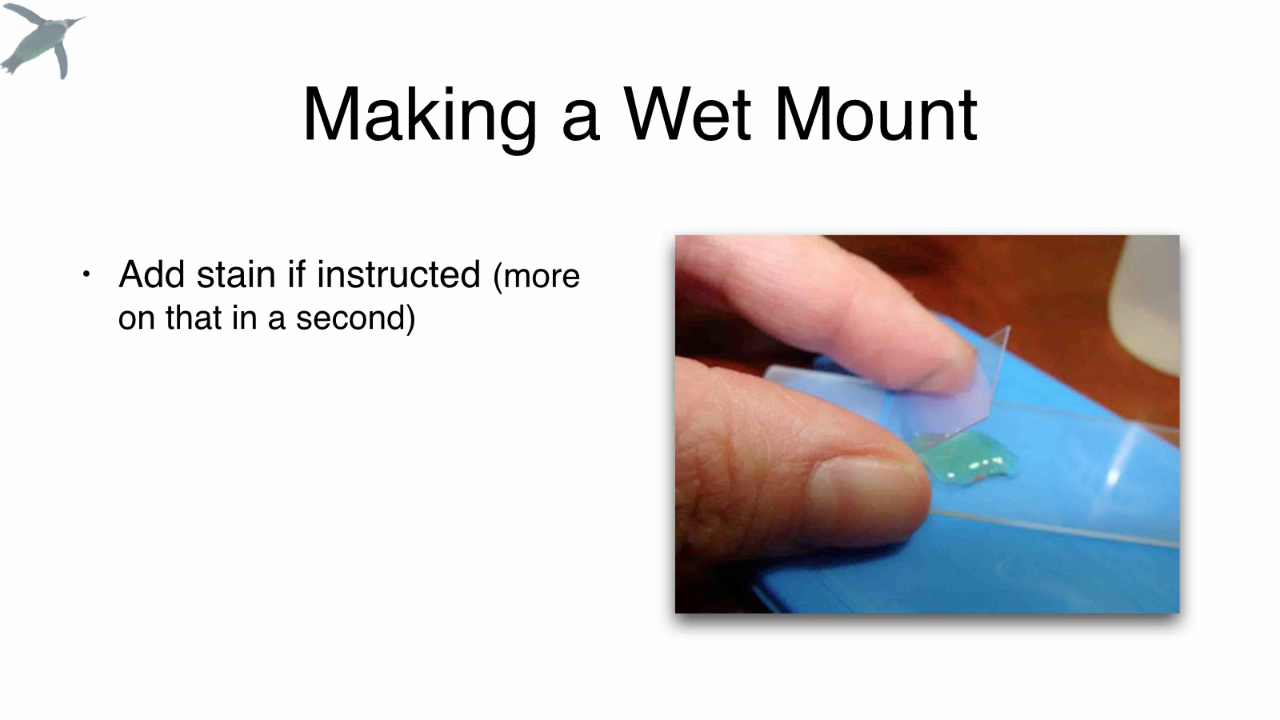 Making a Wet Mount
• Add stain if instructed (more
on that in a second)